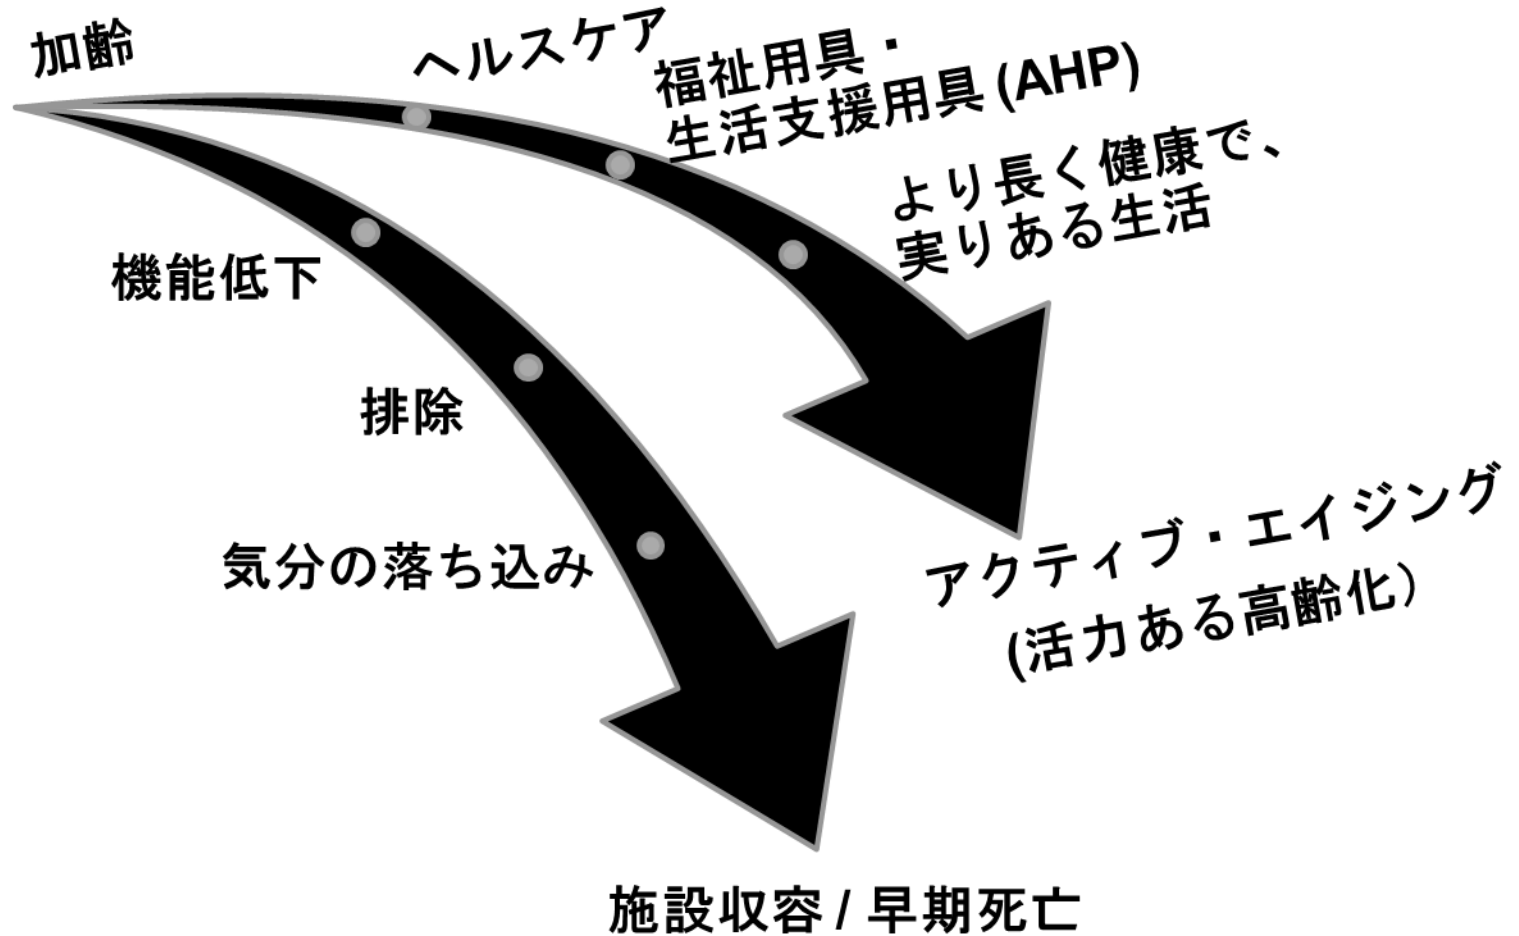 加齢
ヘルスケア
福祉用具・
生活支援用具 (AHP)
より長く健康で、
実りある生活
機能低下
排除
気分の落ち込み
アクティブ・エイジング
(活力ある高齢化）
施設収容 / 早期死亡